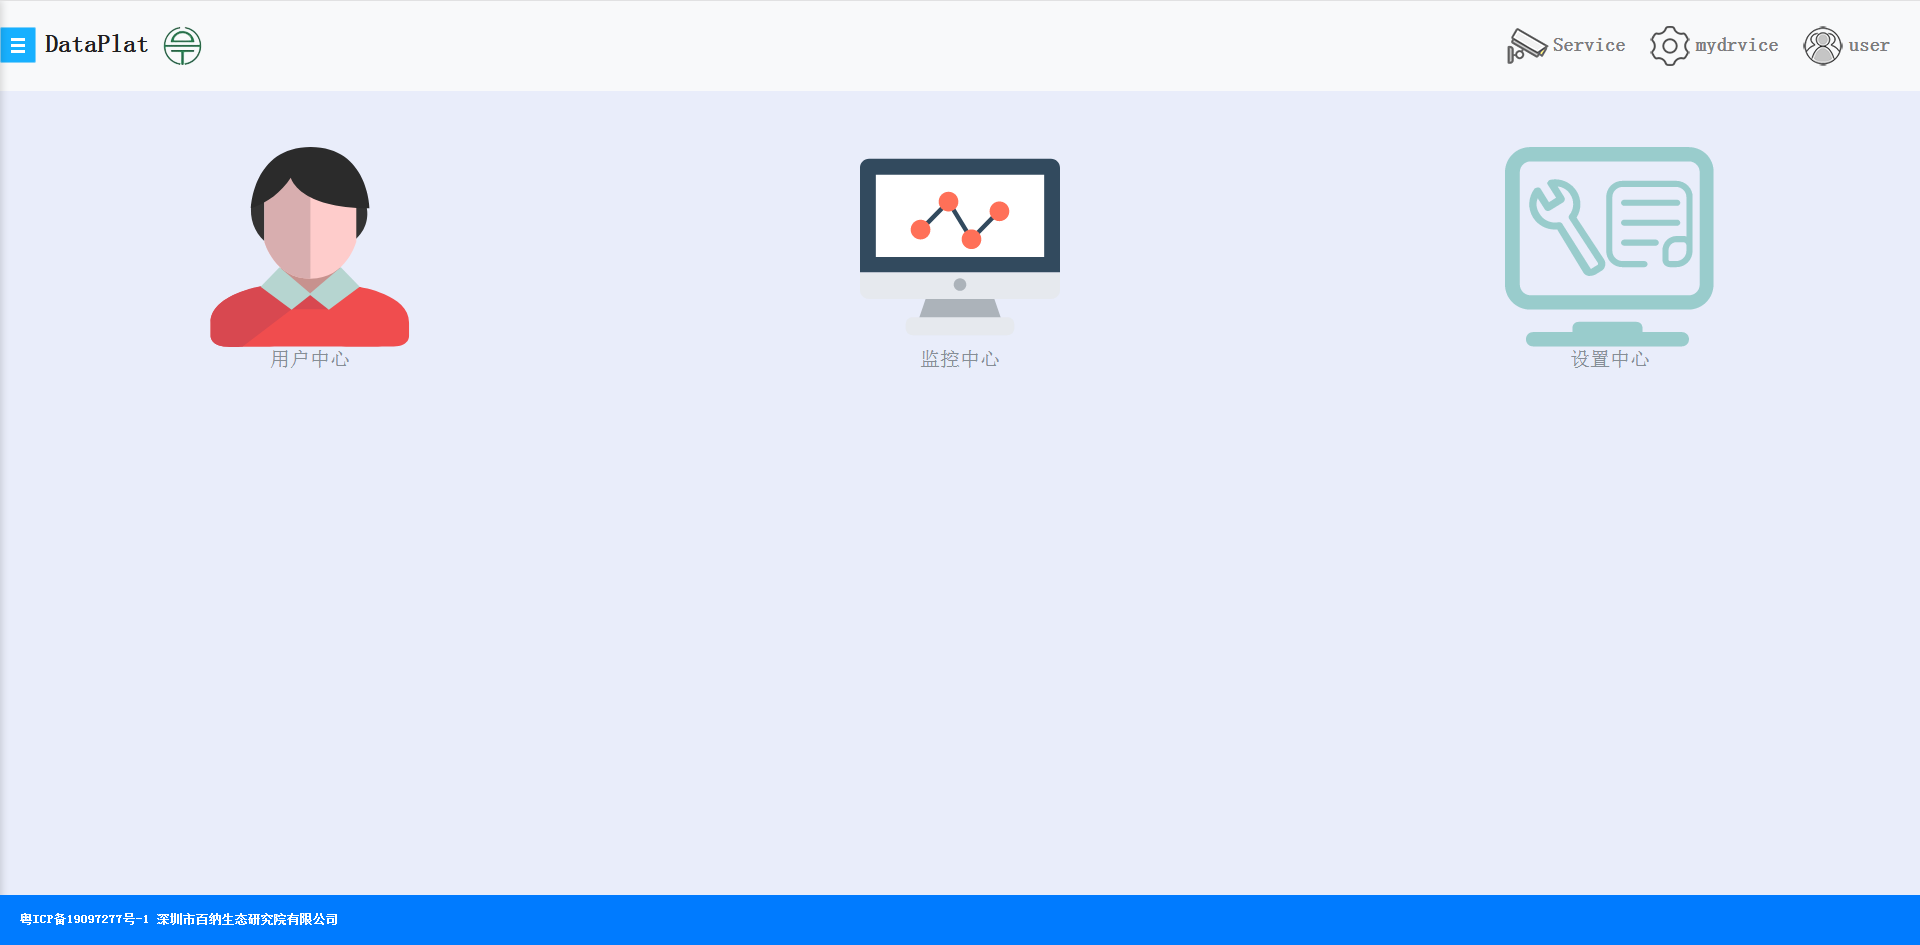 DataPlat
Service mydrvice user
用户中心 监控中心 设置中心
粤ICP备19097277号-1 深圳市百纳生态研究院有限公司